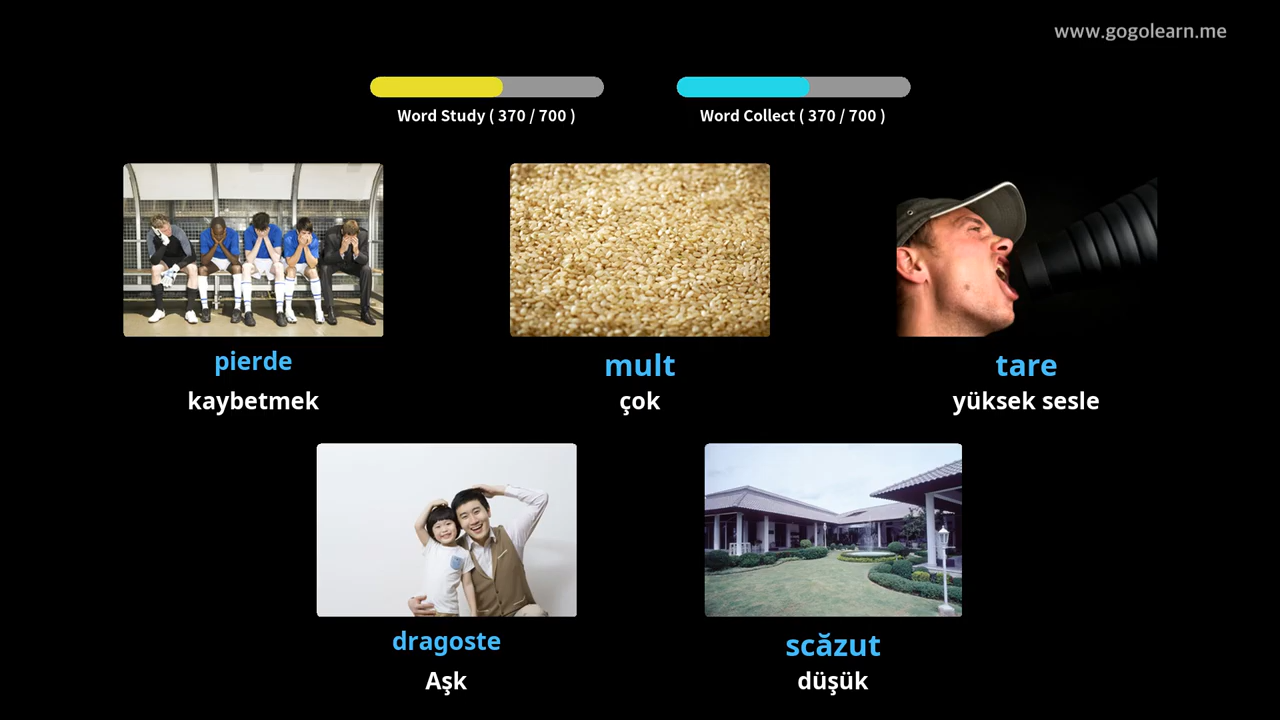 www.gogolearn.me
Word Study ( 370 / 700 )
Word Collect ( 370 / 700 )
pierde
kaybetmek
mult
çok
tare
yüksek sesle
dragoste
Aşk
scăzut
düşük